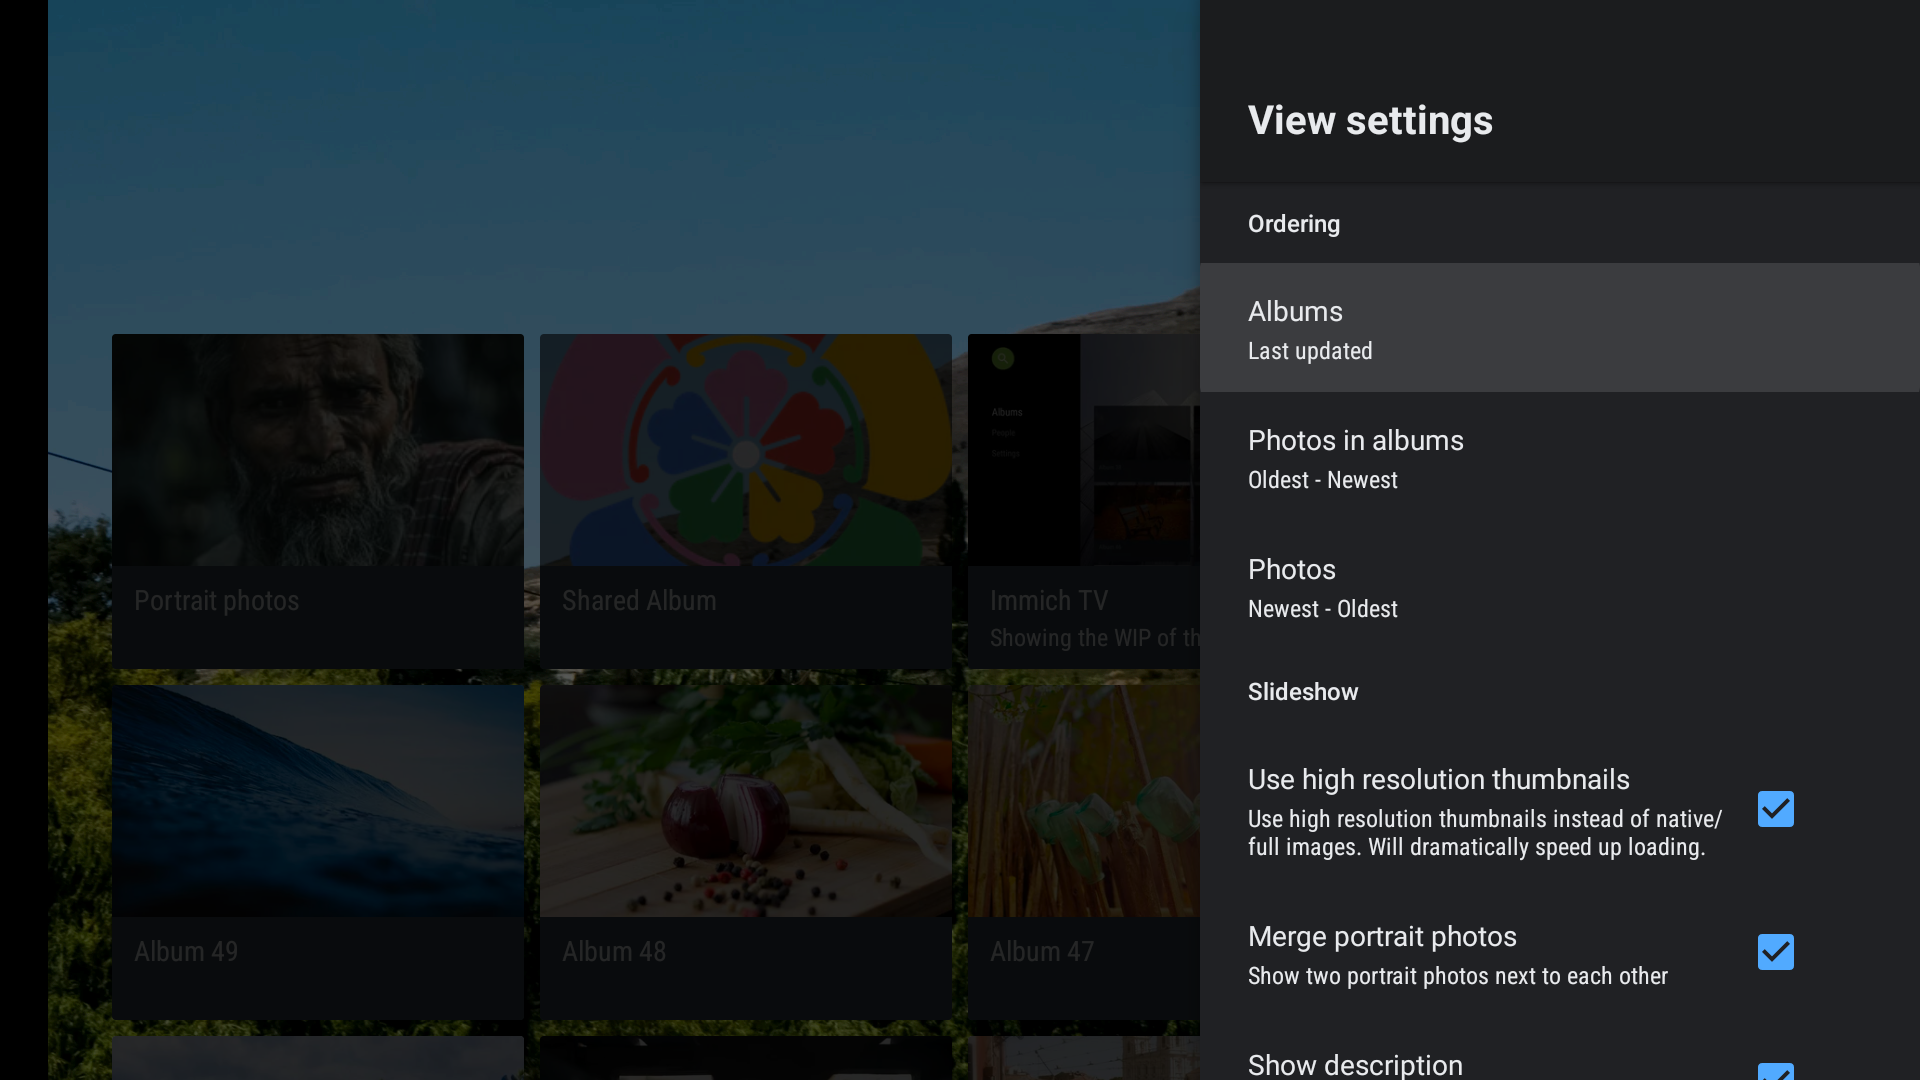 View settings
Ordering
Albums
Last updated
Photos in albums
Oldest - Newest
Photos
Newest - Oldest
Slideshow
Use high resolution thumbnails
Use high resolution thumbnails instead of native/
full images. Will dramatically speed up loading.
Merge portrait photos
Show two portrait photos next to each other
Show description
Albums
People
Settings
Portrait photos
Shared Album
Immich TV
Showing the WIP of th
Album 49
Album 48
Album 47